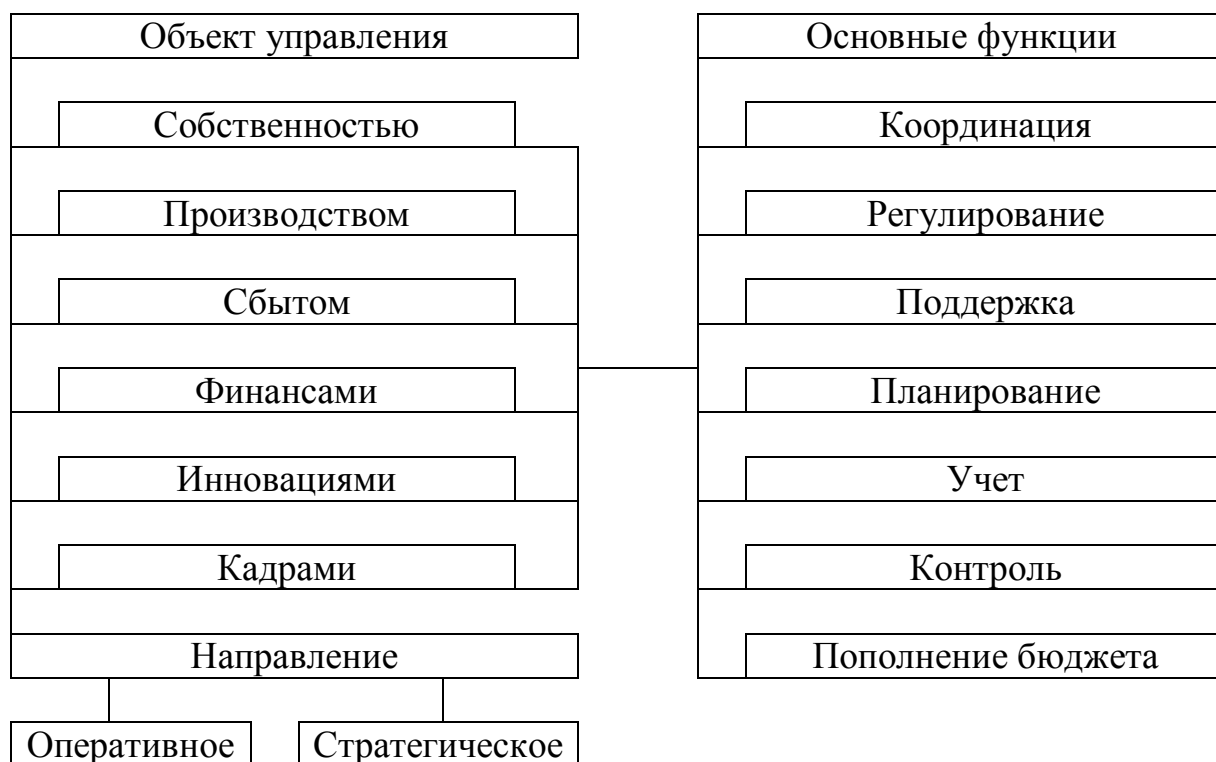 Объект управления
Собственностью
Производством
Сбытом
Финансами
Инновациями
Кадрами
Направление
Оперативное
Стратегическое
Основные функции
Координация
Регулирование
Поддержка
Планирование
Учет
Контроль
Пополнение бюджета